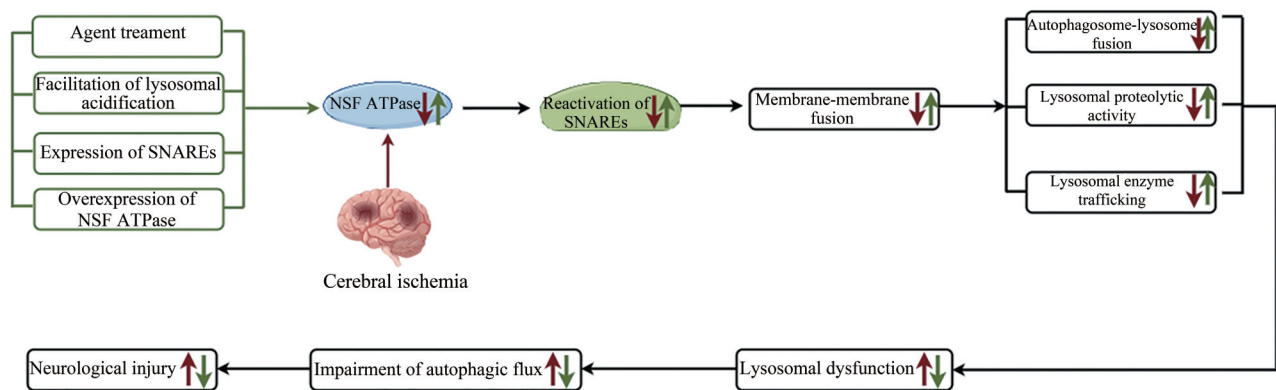 Agent treament
Facilitation of lysosomal
acidification
Expression of SNAREs
Overexpression of
NSF ATPase
NSF ATPase
Cerebral ischemia
Reactivation of
SNAREs
Membrane-membrane
fusion
Autophagosome-lysosome
fusion
Lysosomal proteolytic
activity
Lysosomal enzyme
trafficking
Neurological injury
Impairment of autophagic flux
Lysosomal dysfunction